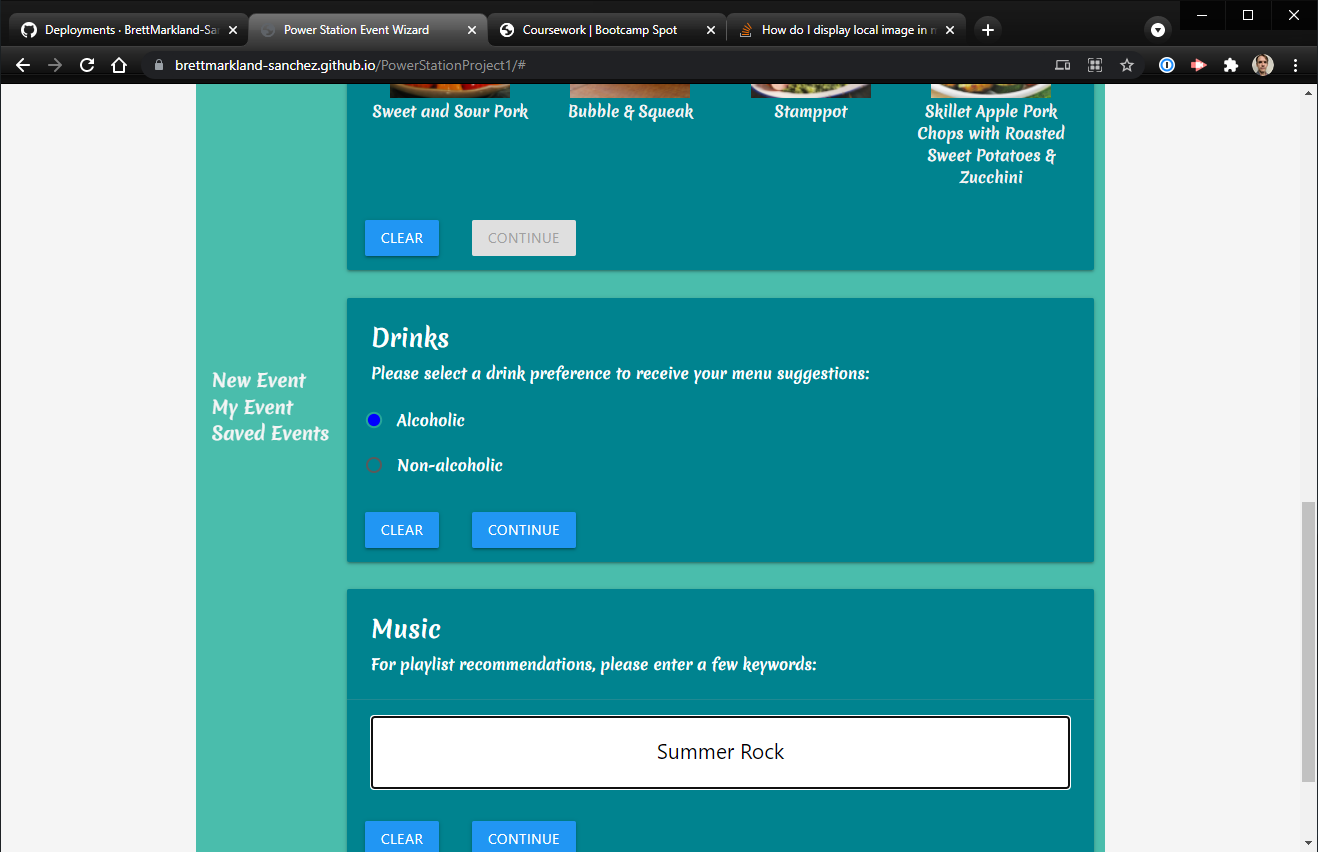 Deployments · BrettMarkland-Sar
Power Station Event Wizard
Coursework | Bootcamp Spot
How do I display local image in m
brettmarkland-sanchez.github.io/PowerStationProject1/#
Sweet and Sour Pork
Bubble & Squeak
Stamppot
Skillet Apple Pork
Chops with Roasted
Sweet Potatoes &
Zucchini
CLEAR
CONTINUE
New Event
My Event
Saved Events
Drinks
Please select a drink preference to receive your menu suggestions:
Alcoholic
Non-alcoholic
CLEAR
CONTINUE
Music
For playlist recommendations, please enter a few keywords:
Summer Rock
CLEAR
CONTINUE